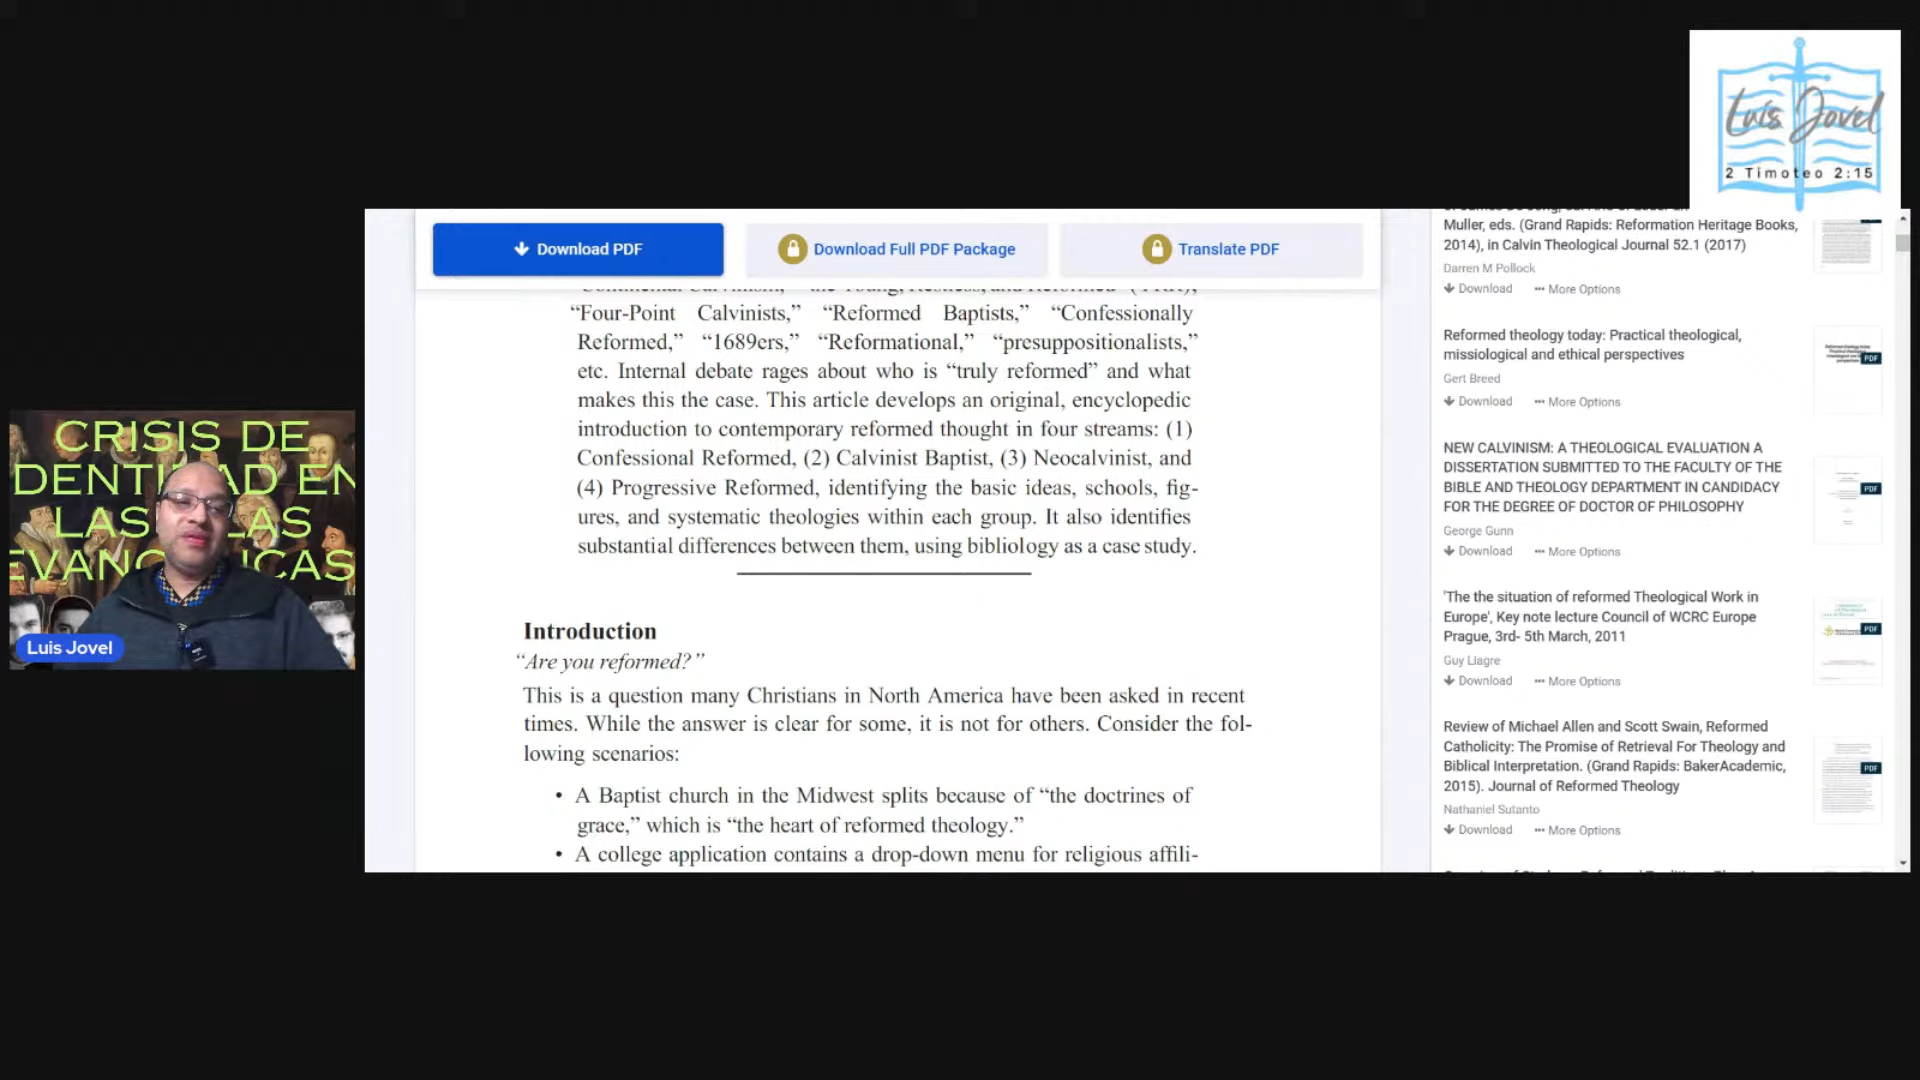 Luis Jovel
2 Timoteo 2:15
Download PDF
Download Full PDF Package
Translate PDF
“Four-Point Calvinists,” “Reformed Baptists,” “Confessionally
Reformed,” “1689ers,” “Reformational,” “presuppositionalists,”
etc. Internal debate rages about who is “truly reformed” and what
makes this the case. This article develops an original, encyclopedic
introduction to contemporary reformed thought in four streams: (1)
Confessional Reformed, (2) Calvinist Baptist, (3) Neocalvinist, and
(4) Progressive Reformed, identifying the basic ideas, schools, fig-
ures, and systematic theologies within each group. It also identifies
substantial differences between them, using bibliology as a case study.
Introduction
“Are you reformed?”
This is a question many Christians in North America have been asked in recent
times. While the answer is clear for some, it is not for others. Consider the fol-
lowing scenarios:
• A Baptist church in the Midwest splits because of “the doctrines of
grace,” which is “the heart of reformed theology.”
• A college application contains a drop-down menu for religious affili-
Muller, eds. (Grand Rapids: Reformation Heritage Books,
2014), in Calvin Theological Journal 52.1 (2017)
Darren M Pollock
Download ••• More Options
Reformed theology today: Practical theological,
missiological and ethical perspectives
Gert Breed
Download ••• More Options
PDF
NEW CALVINISM: A THEOLOGICAL EVALUATION A
DISSERTATION SUBMITTED TO THE FACULTY OF THE
BIBLE AND THEOLOGY DEPARTMENT IN CANDIDACY
FOR THE DEGREE OF DOCTOR OF PHILOSOPHY
George Gunn
Download ••• More Options
PDF
'The the situation of reformed Theological Work in
Europe', Key note lecture Council of WCRC Europe
Prague, 3rd- 5th March, 2011
Guy Liagre
Download ••• More Options
PDF
Review of Michael Allen and Scott Swain, Reformed
Catholicity: The Promise of Retrieval For Theology and
Biblical Interpretation. (Grand Rapids: BakerAcademic,
2015). Journal of Reformed Theology
Nathaniel Sutanto
Download ••• More Options
PDF
CRISIS DE
EN
LAS
Luis Jovel